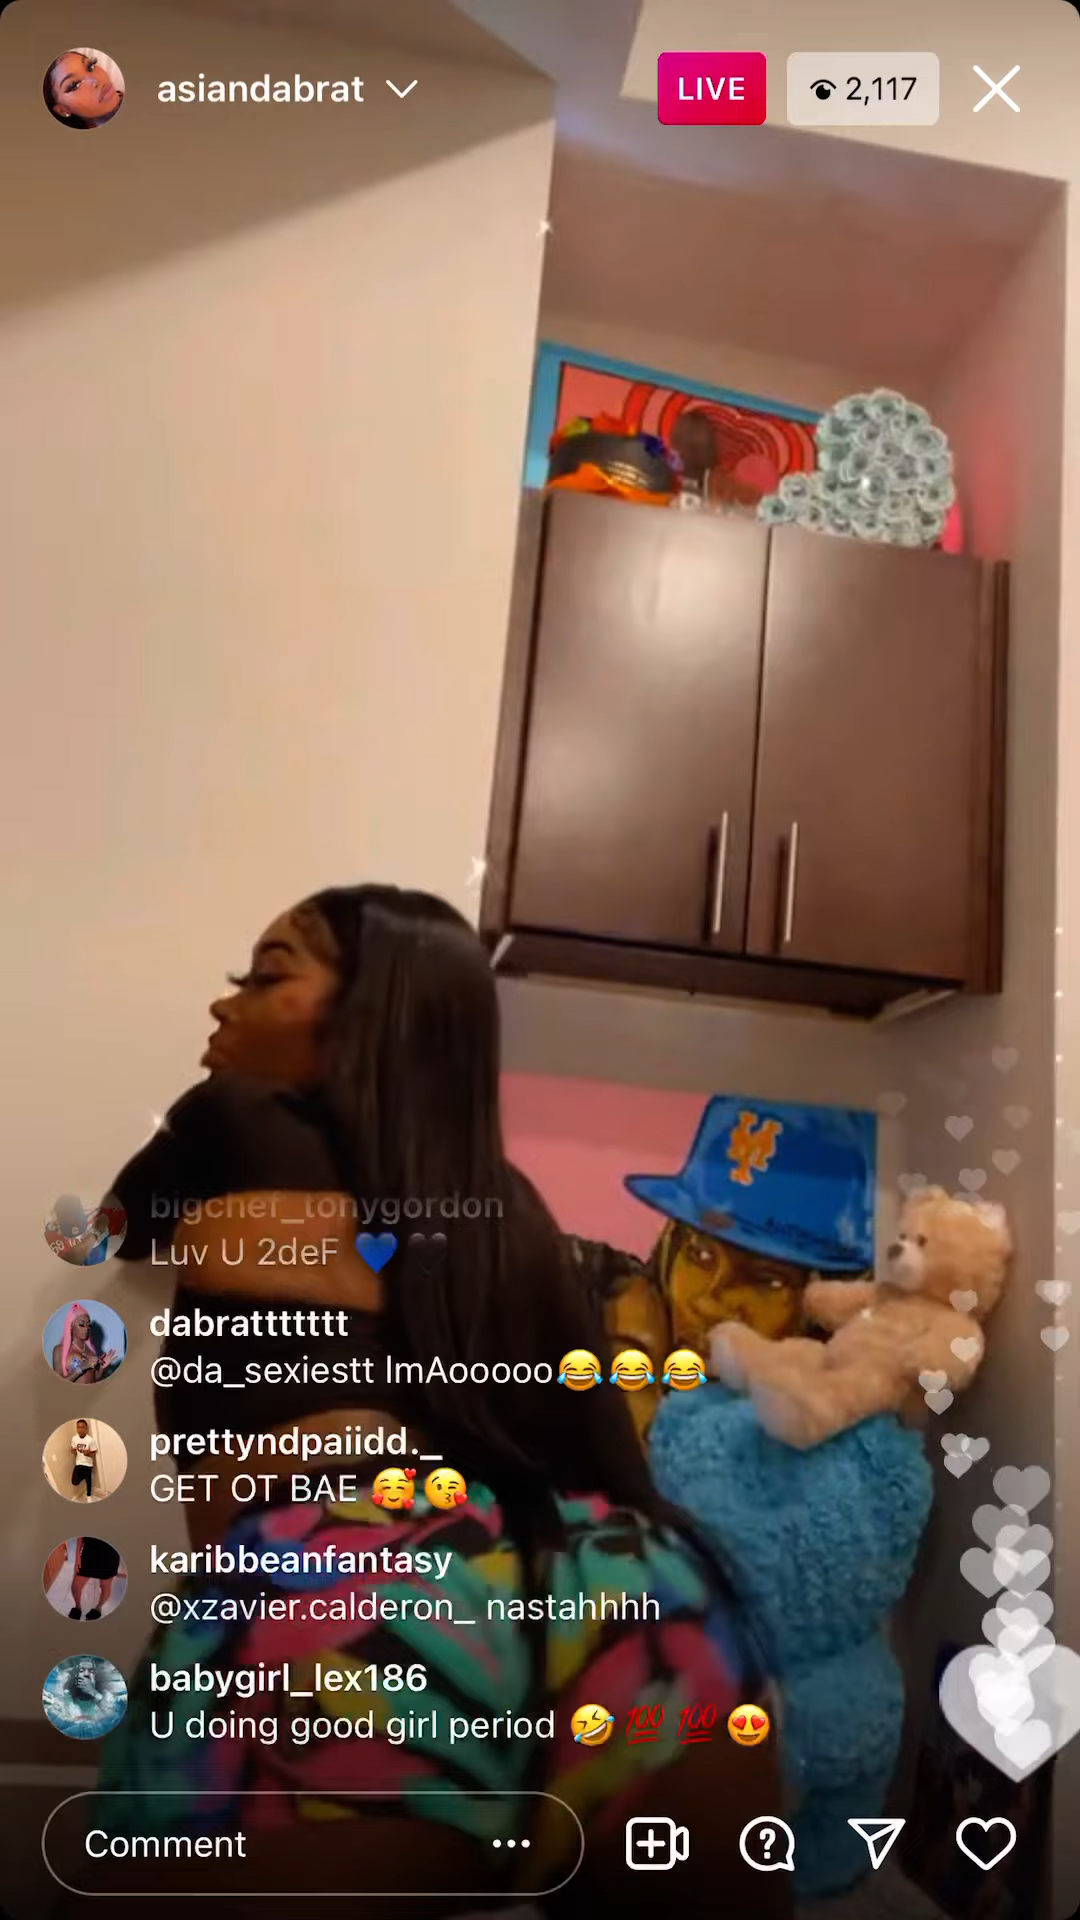 asiandabrat
LIVE
2,117
bigchef_tonygordon
Luv U 2deF 💙🖤
dabrattttttt
@da_sexiestt lmAooooo😂😂😂
prettyndpaiidd._
GET OT BAE 🥰😘
karibbeanfantasy
@xzavier.calderon_ nastahhhh
babygirl_lex186
U doing good girl period 🤣💯💯😍
Comment